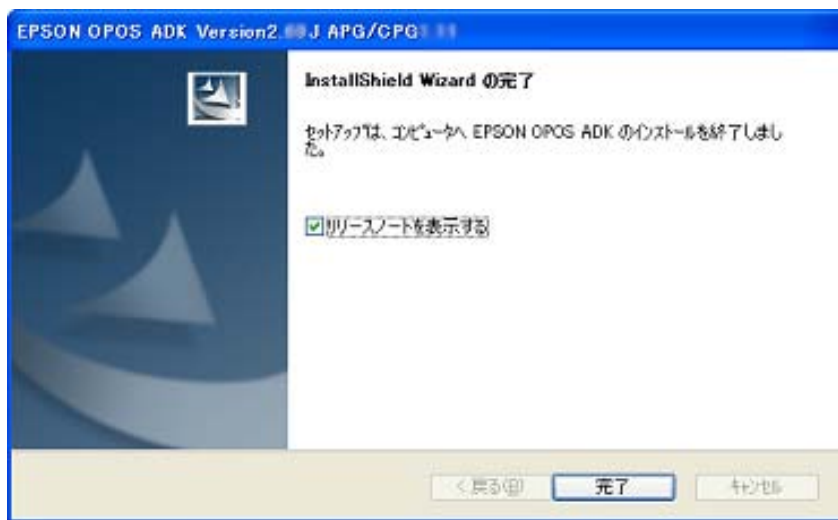 EPSON OPOS ADK Version2. J APG/CPG
InstallShield Wizard の完了
セットアップは、コンピュータへ EPSON OPOS ADK のインストールを終了しまし
た。
リリースノートを表示する
< 戻る(B)
完了
キャンセル